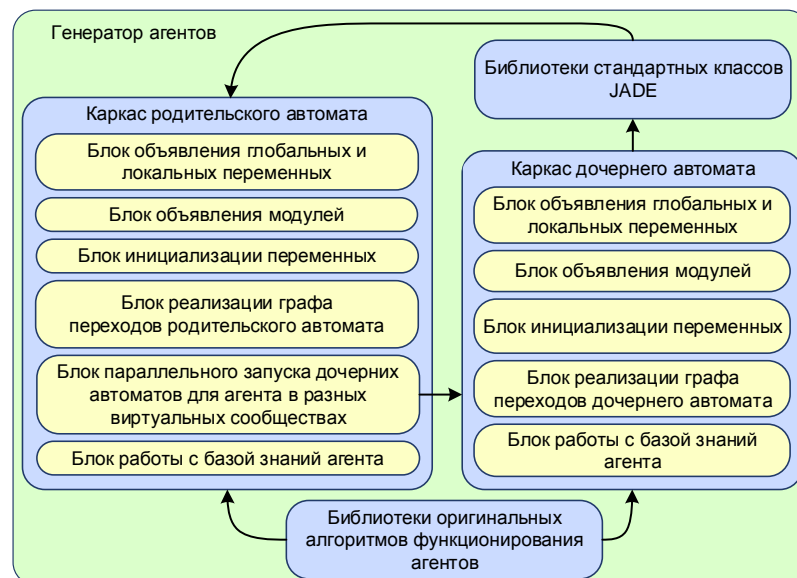 Генератор агентов
Библиотеки стандартных классов
JADE
Каркас родительского автомата
Блок объявления глобальных и
локальных переменных
Блок объявления модулей
Блок инициализации переменных
Блок реализации графа
переходов родительского автомата
Блок параллельного запуска дочерних
автоматов для агента в разных
виртуальных сообществах
Блок работы с базой знаний агента
Каркас дочернего автомата
Блок объявления глобальных и
локальных переменных
Блок объявления модулей
Блок инициализации переменных
Блок реализации графа
переходов дочернего автомата
Блок работы с базой знаний
агента
Библиотеки оригинальных
алгоритмов функционирования
агентов